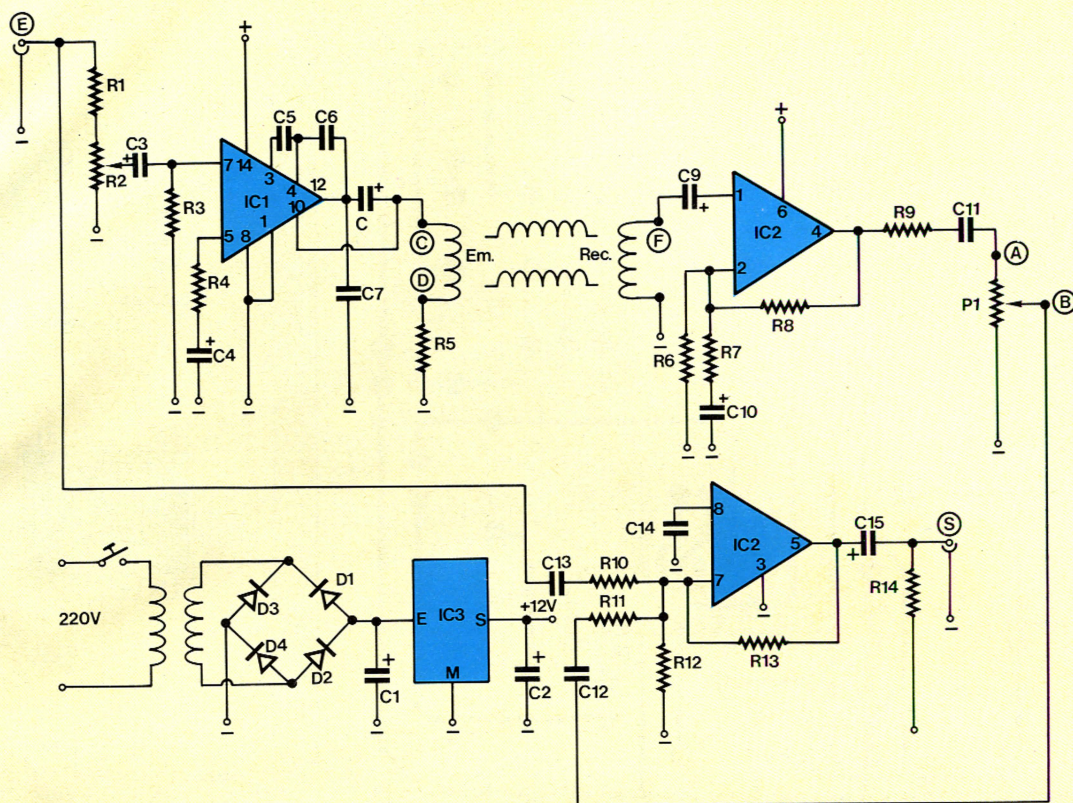 E
+
R1
R2
+
C3
R3
7
14
3
4
12
IC1
10
1
5
8
C5
C6
+
C
R4
+
C4
C7
C
D
Em.
R5
Rec.
F
C9
+
+
1
6
IC2
4
2
R9
C11
A
P1
B
R8
R6
R7
+
C10
220V
D1
D3
D4
D2
+
C1
E
IC3
S
M
+12V
+
C2
C13
R10
R11
C12
C14
8
IC2
5
7
3
R12
R13
+
C15
S
R14